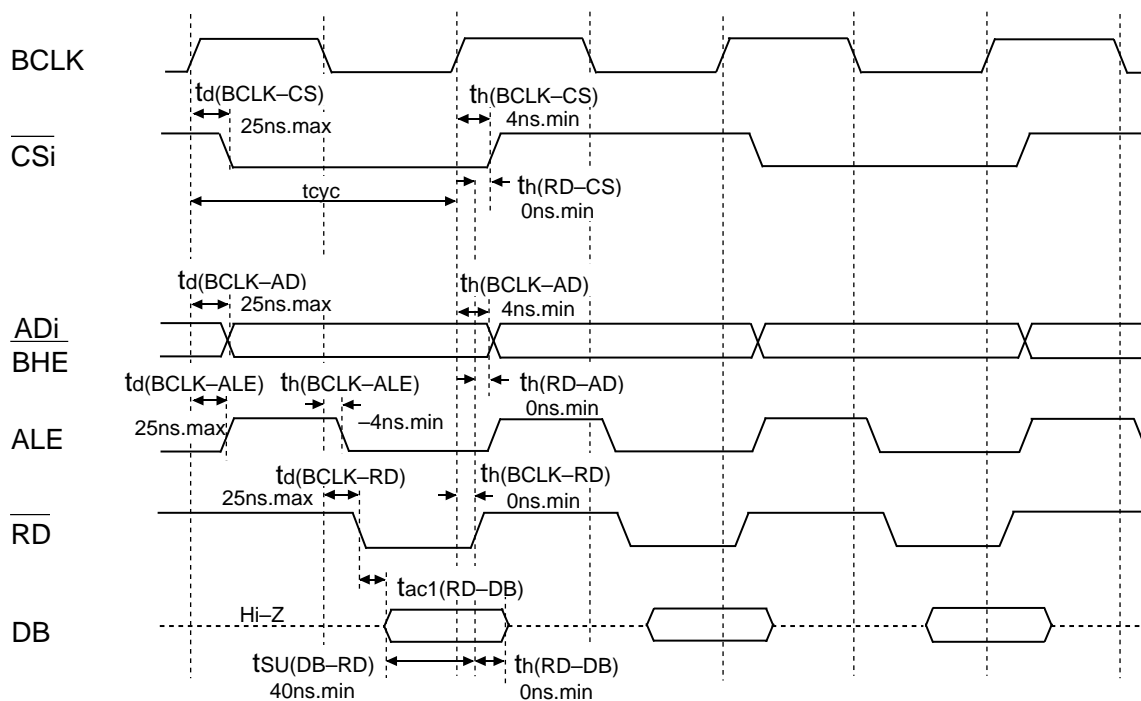 BCLK
td(BCLK–CS)
25ns.max
th(BCLK–CS)
4ns.min
CSi
tcyc
th(RD–CS)
0ns.min
td(BCLK–AD)
25ns.max
th(BCLK–AD)
4ns.min
ADi
BHE
td(BCLK–ALE)
25ns.max
th(BCLK–ALE)
–4ns.min
th(RD–AD)
0ns.min
ALE
td(BCLK–RD)
25ns.max
th(BCLK–RD)
0ns.min
RD
tac1(RD–DB)
Hi–Z
DB
tSU(DB–RD)
40ns.min
th(RD–DB)
0ns.min